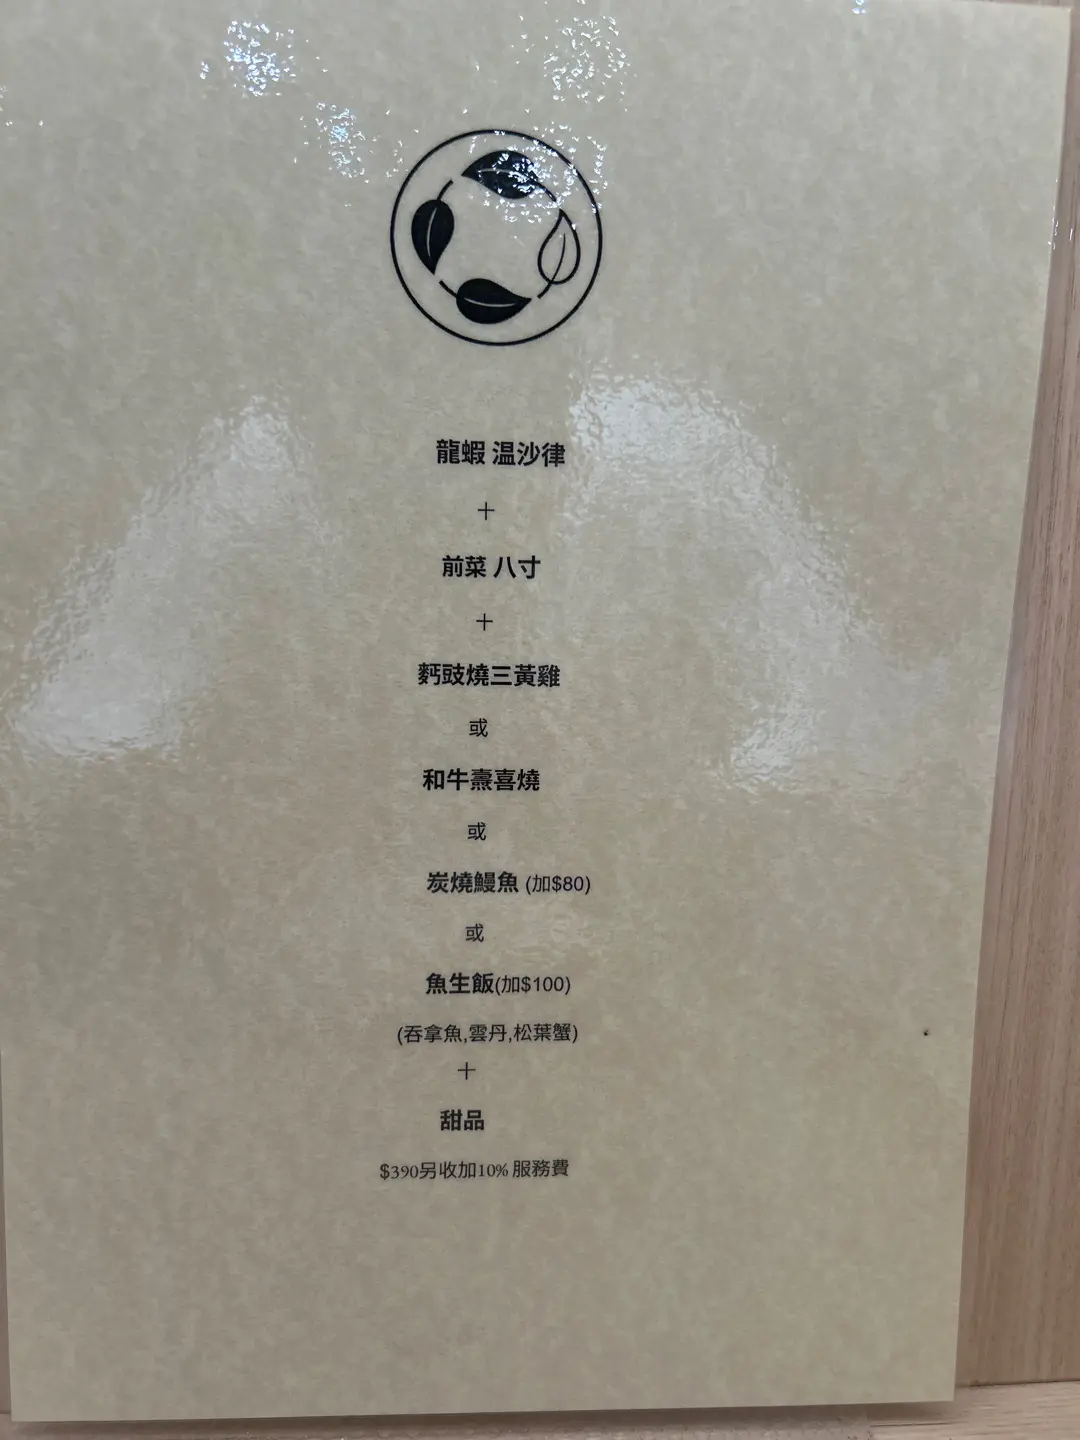 龍蝦 温沙律
+
前菜 八寸
+
麫豉燒三黃雞
或
和牛燾喜燒
或
炭燒鰻魚 (加$80)
或
魚生飯(加$100)
(吞拿魚,雲丹,松葉蟹)
+
甜品
$390另收加10% 服務費